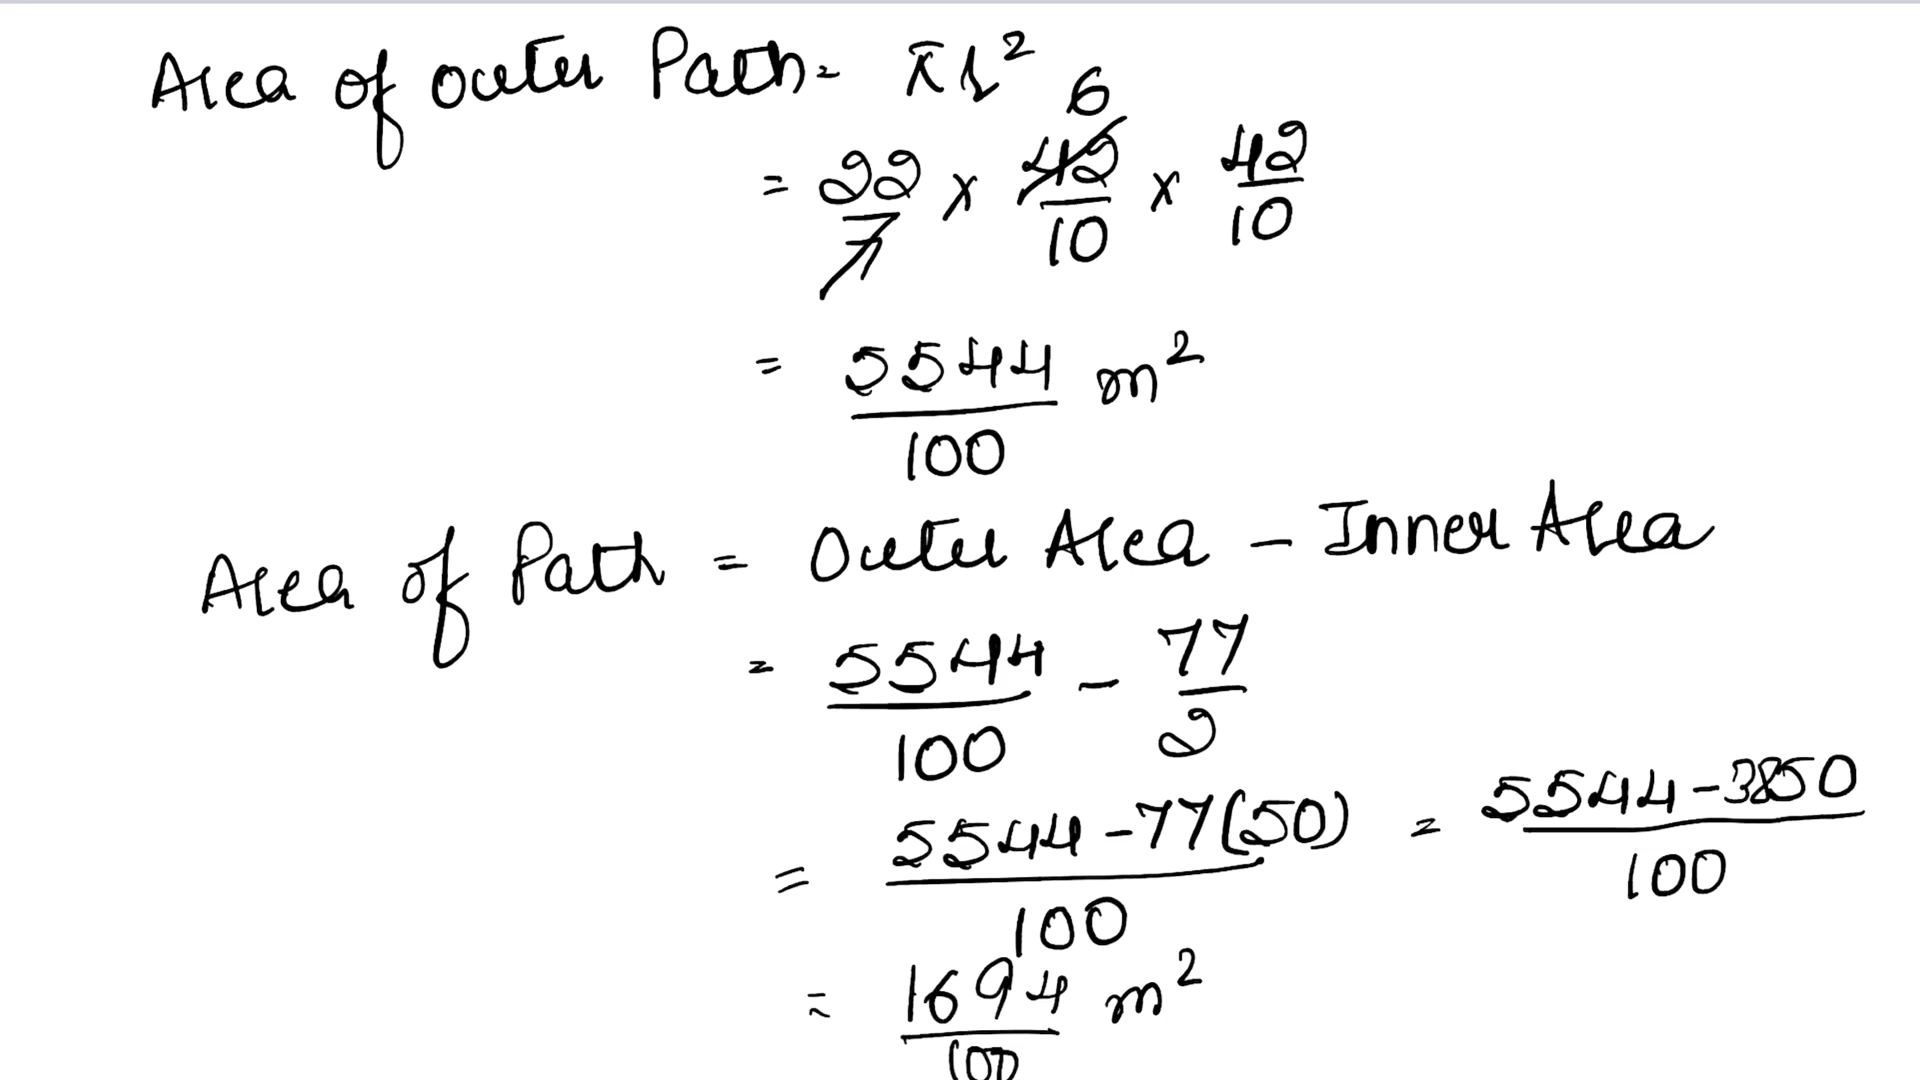 Area of outer Path = πr²
= 22/7 × 42/10 × 42/10 6
= 5544/100 m²
Area of Path = Outer Area - Inner Area
= 5544/100 - 77/2
= 5544-77(50)/100 = 5544-3850/100
= 1694/100 m²